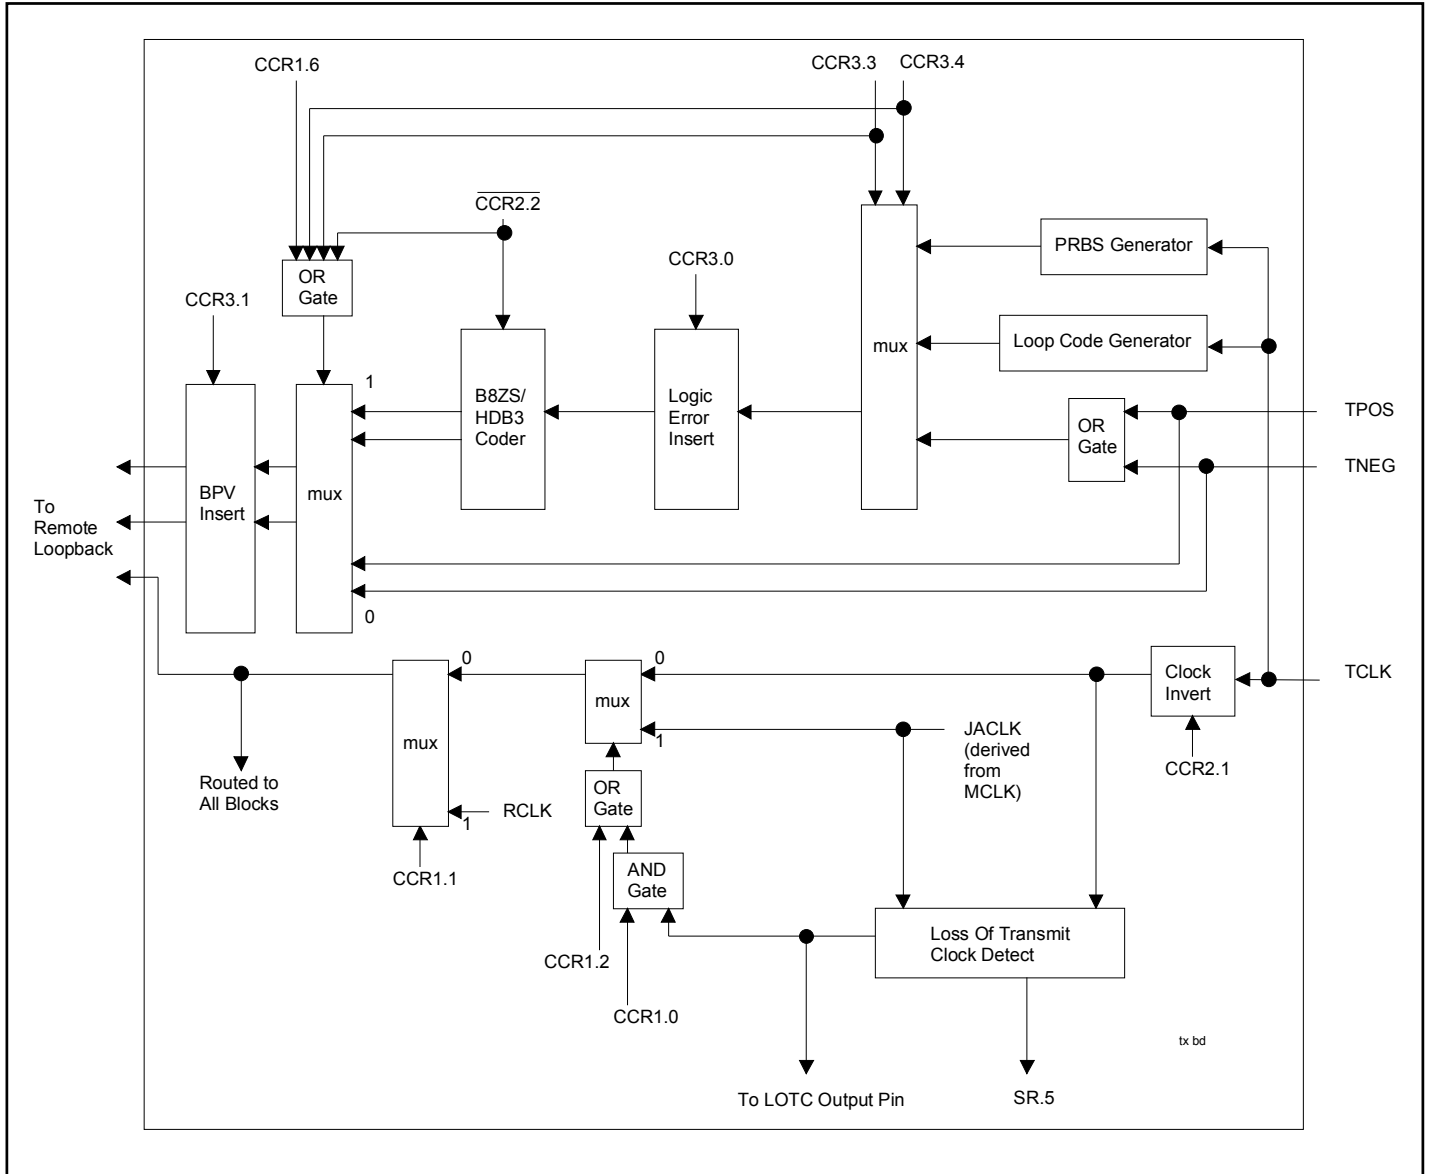 CCR1.6
CCR3.3
CCR3.4
CCR2.2
OR
Gate
CCR3.1
CCR3.0
PRBS Generator
Loop Code Generator
mux
1
B8ZS/
HDB3
Coder
Logic
Error
Insert
OR
Gate
TPOS
TNEG
BPV
Insert
mux
To
Remote
Loopback
0
0
0
mux
mux
1
JACLK
(derived
from
MCLK)
Clock
Invert
TCLK
CCR2.1
Routed to
All Blocks
OR
Gate
1
RCLK
CCR1.1
AND
Gate
Loss Of Transmit
Clock Detect
CCR1.2
CCR1.0
tx bd
To LOTC Output Pin
SR.5